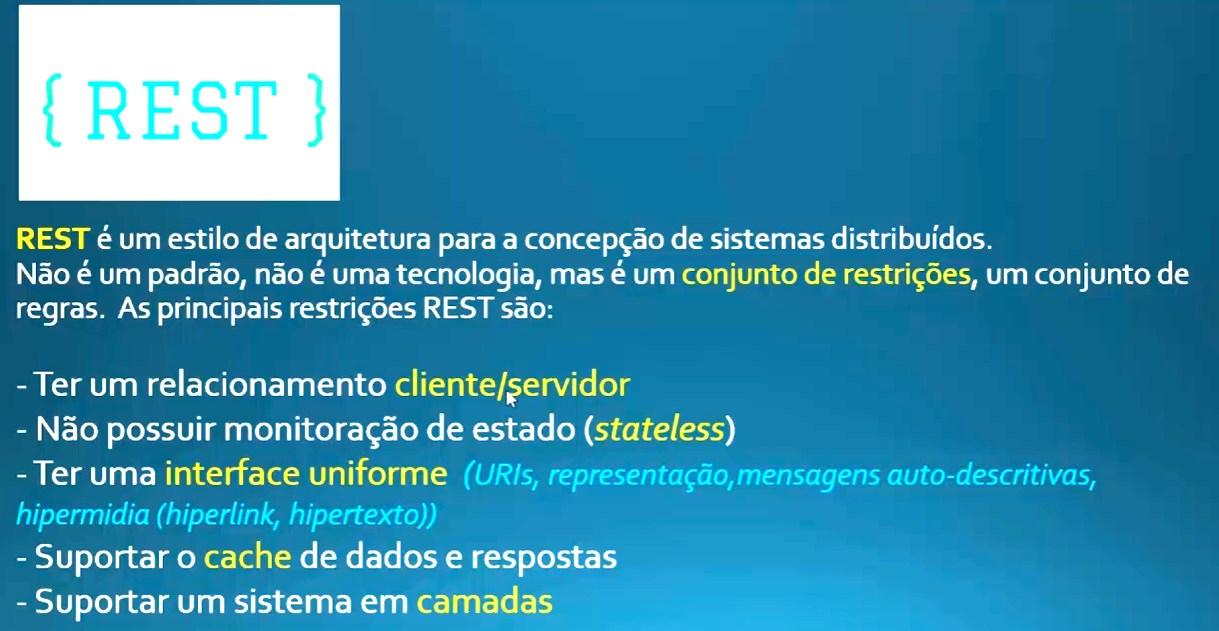 { REST }
REST é um estilo de arquitetura para a concepção de sistemas distribuídos.
Não é um padrão, não é uma tecnologia, mas é um conjunto de restrições, um conjunto de
regras.  As principais restrições REST são:
- Ter um relacionamento cliente/servidor
- Não possuir monitoração de estado (stateless)
- Ter uma interface uniforme  (URIs, representação,mensagens auto-descritivas,
hipermidia (hiperlink, hipertexto))
- Suportar o cache de dados e respostas
- Suportar um sistema em camadas